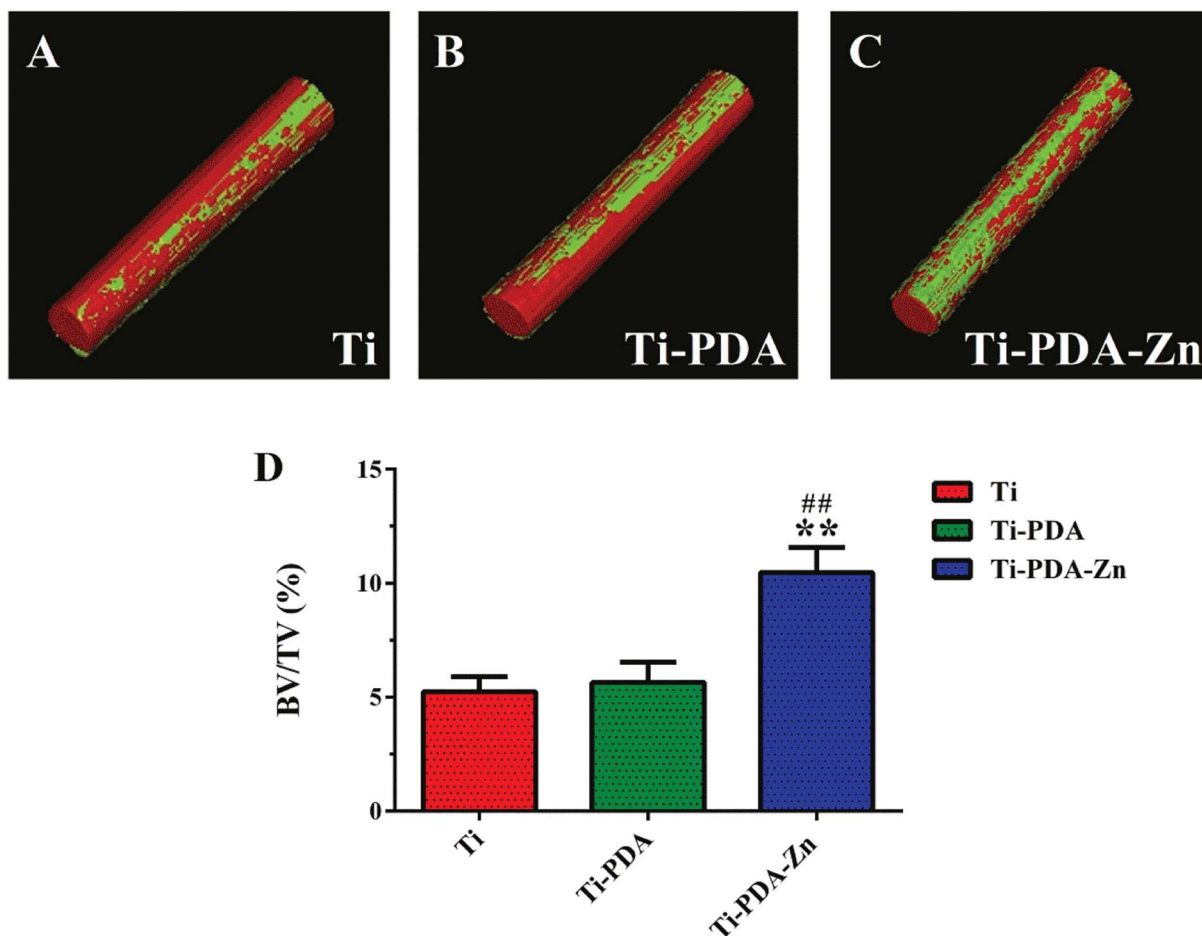 A
Ti
B
Ti-PDA
C
Ti-PDA-Zn
D
BV/TV (%)
15
10
5
0
##
**
Ti
Ti-PDA
Ti-PDA-Zn
Ti
Ti-PDA
Ti-PDA-Zn